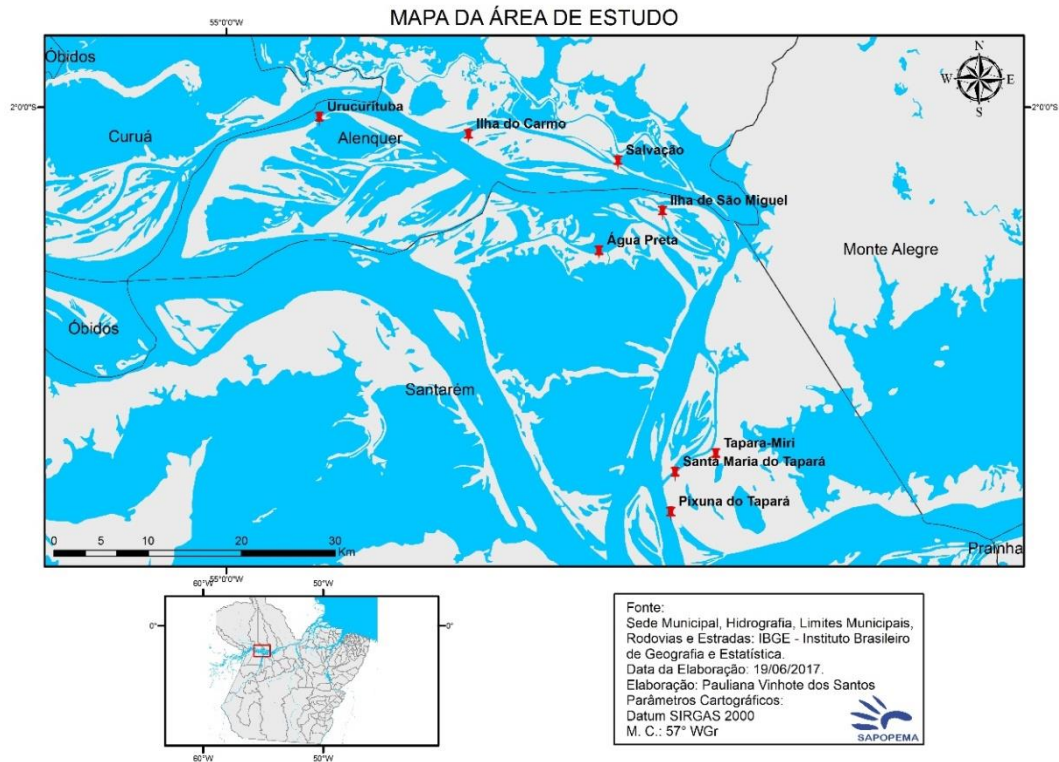 MAPA DA ÁREA DE ESTUDO
55°0'0"W
Óbidos
N
W E
S
2°0'0"S
2°0'0"S
Urucurituba
Curuá
Alenquer
Ilha do Carmo
Salvação
Ilha de São Miguel
Água Preta
Monte Alegre
Óbidos
Santarém
Tapara-Miri
Santa Maria do Tapará
Pixuna do Tapará
0 5 10 20 30
Km
Prainha
55°0'0"W
60°W 50°W
0° 0°
60°W 50°W
Fonte:
Sede Municipal, Hidrografia, Limites Municipais,
Rodovias e Estradas: IBGE - Instituto Brasileiro
de Geografia e Estatística.
Data da Elaboração: 19/06/2017.
Elaboração: Pauliana Vinhote dos Santos
Parâmetros Cartográficos:
Datum SIRGAS 2000
M. C.: 57° WGr
SAPOPEMA